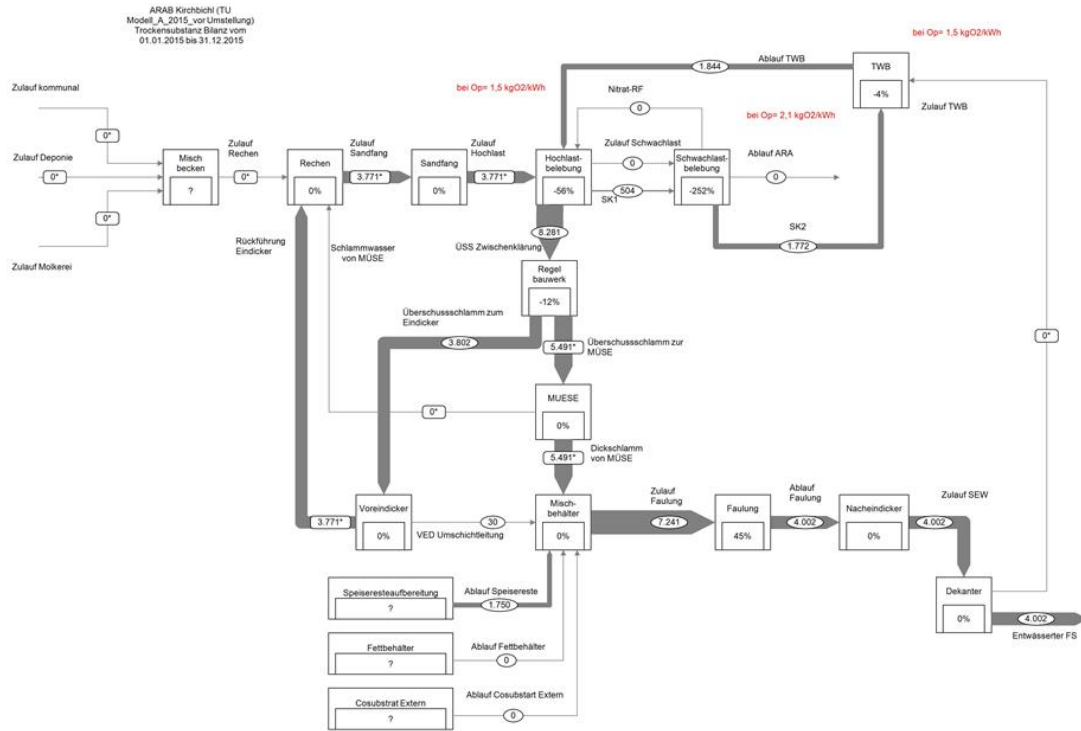 ARAB Kirchbichl (TU
Modell_A_2015_vor Umstellung)
Trockensubstanz Bilanz vom
01.01.2015 bis 31.12.2015
bei Op= 1,5 kgO2/kWh
Ablauf TWB
1.844
TWB
-4%
Zulauf TWB
bei Op= 1,5 kgO2/kWh
Nitrat-RF
0
bei Op= 2,1 kgO2/kWh
Zulauf kommunal
0*
Zulauf Deponie
0*
0*
Zulauf Molkerei
Misch
becken
?
Zulauf
Rechen
0*
Rechen
0%
Zulauf
Sandfang
3.771*
Sandfang
0%
Zulauf
Hochlast
3.771*
Hochlast-
belebung
-56%
Zulauf Schwachlast
0
504
SK1
Schwachlast-
belebung
-252%
Ablauf ARA
0
SK2
1.772
8.281
ÜSS Zwischenklärung
Rückführung
Eindicker
Schlammwasser
von MÜSE
Regel
bauwerk
-12%
Überschussschlamm zum
Eindicker
3.802
5.491*
Überschussschlamm zur
MÜSE
0*
MUESE
0%
0*
5.491*
Dickschlamm
von MÜSE
3.771*
Voreindicker
0%
30
VED Umschichtleitung
Misch-
behälter
0%
Zulauf
Faulung
7.241
Faulung
45%
Ablauf
Faulung
4.002
Nacheindicker
0%
Zulauf SEW
4.002
Dekanter
0%
4.002
Entwässerter FS
Speiseresteaufbereitung
?
Ablauf Speisereste
1.750
Fettbehälter
?
Ablauf Fettbehälter
0
Cosubstrat Extern
?
Ablauf Cosubstart Extern
0